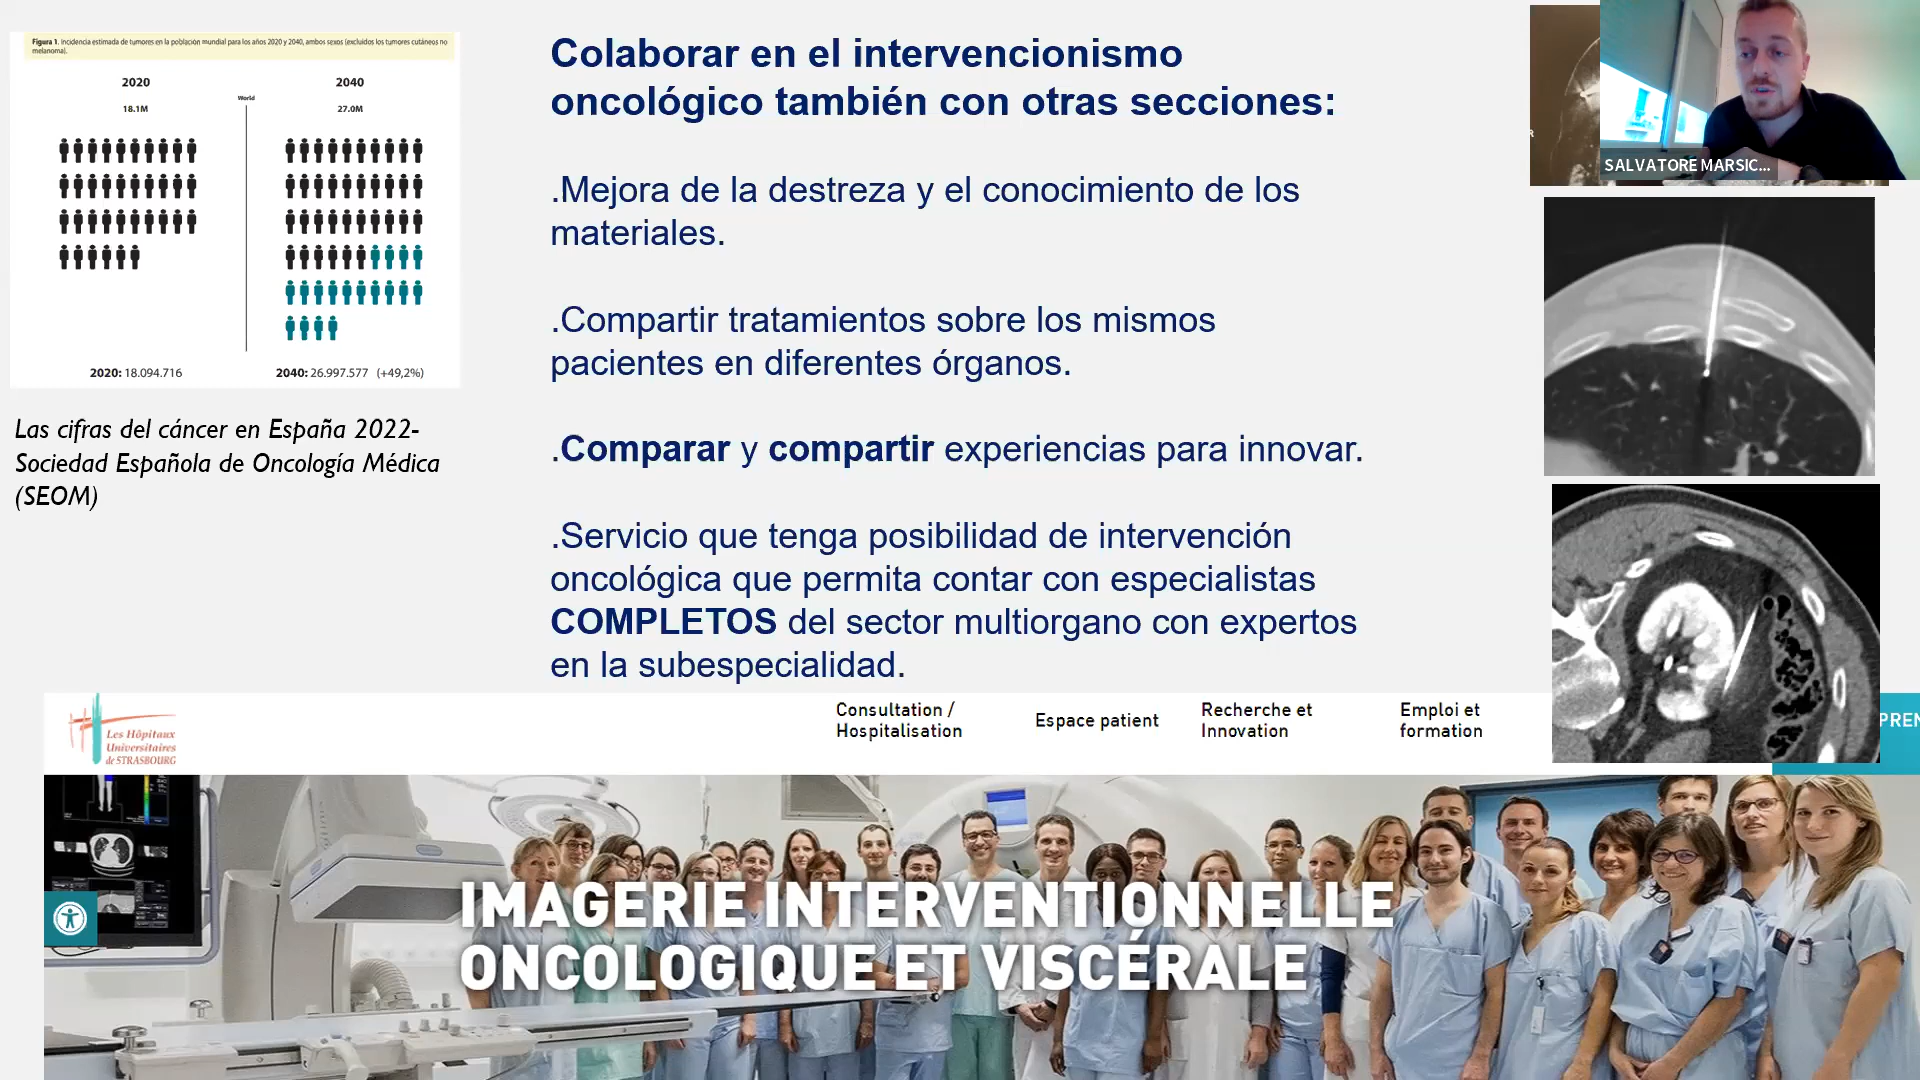 Figura 1. Incidencia estimada de tumores en la población mundial para los años 2020 y 2040, ambos sexos (excluidos los tumores cutáneos no
melanoma).
2020
2040
World
18.1M
27.0M
2020: 18.094.716
2040: 26.997.577 (+49,2%)
Las cifras del cáncer en España 2022-
Sociedad Española de Oncología Médica
(SEOM)
Colaborar en el intervencionismo
oncológico también con otras secciones:
.Mejora de la destreza y el conocimiento de los
materiales.
.Compartir tratamientos sobre los mismos
pacientes en diferentes órganos.
.Comparar y compartir experiencias para innovar.
.Servicio que tenga posibilidad de intervención
oncológica que permita contar con especialistas
COMPLETOS del sector multiorgano con expertos
en la subespecialidad.
R
SALVATORE MARSIC...
Les Hôpitaux
Universitaires
de STRASBOURG
Consultation /
Hospitalisation
Espace patient
Recherche et
Innovation
Emploi et
formation
PREN
IMAGERIE INTERVENTIONNELLE
ONCOLOGIQUE ET VISCÉRALE